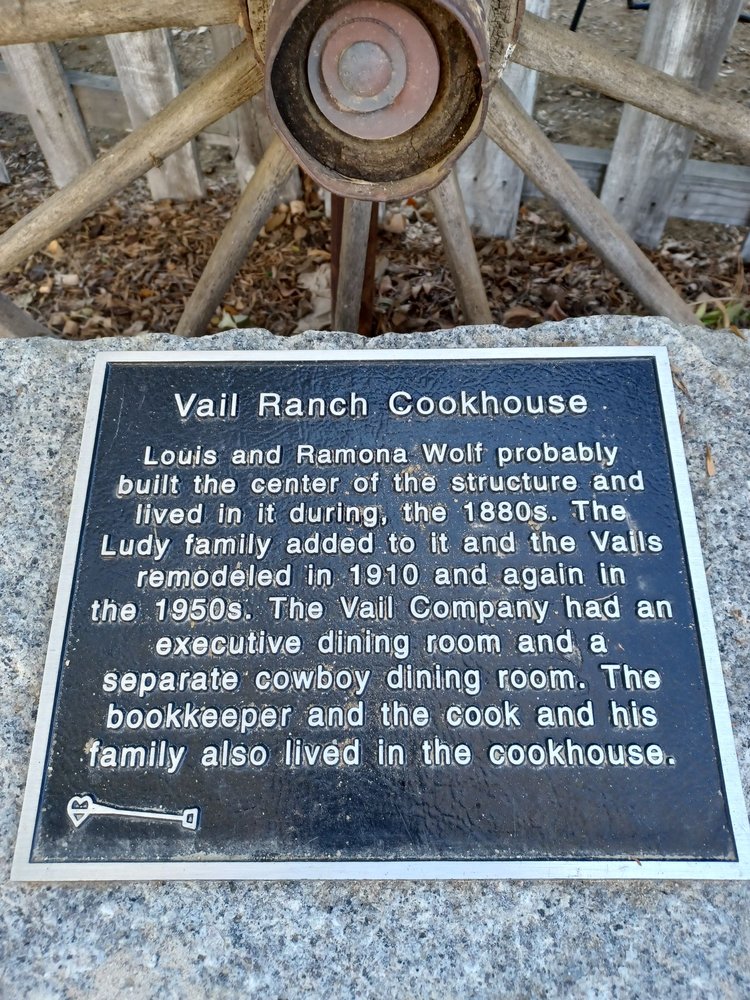 Vail Ranch Cookhouse
Louis and Ramona Wolf probably
built the center of the structure and
lived in it during, the 1880s. The
Ludy family added to it and the Vails
remodeled in 1910 and again in
the 1950s. The Vail Company had an
executive dining room and a
separate cowboy dining room. The
bookkeeper and the cook and his
family also lived in the cookhouse.